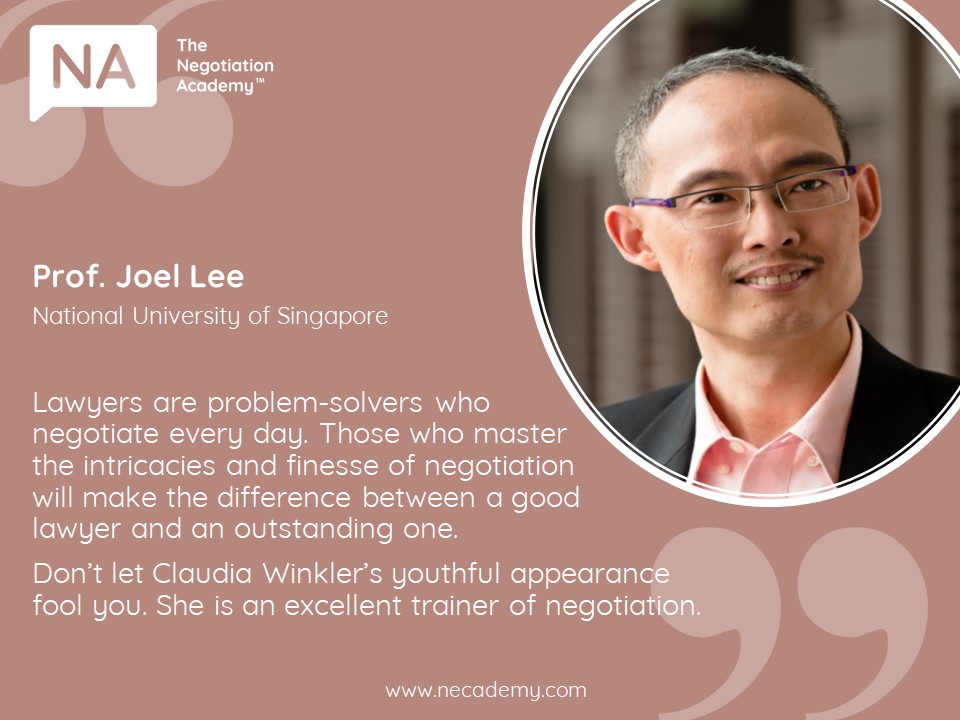 NA
The
Negotiation
Academy™
Prof. Joel Lee
National University of Singapore
Lawyers are problem-solvers who
negotiate every day. Those who master
the intricacies and finesse of negotiation
will make the difference between a good
lawyer and an outstanding one.
Don’t let Claudia Winkler’s youthful appearance
fool you. She is an excellent trainer of negotiation.
www.necademy.com